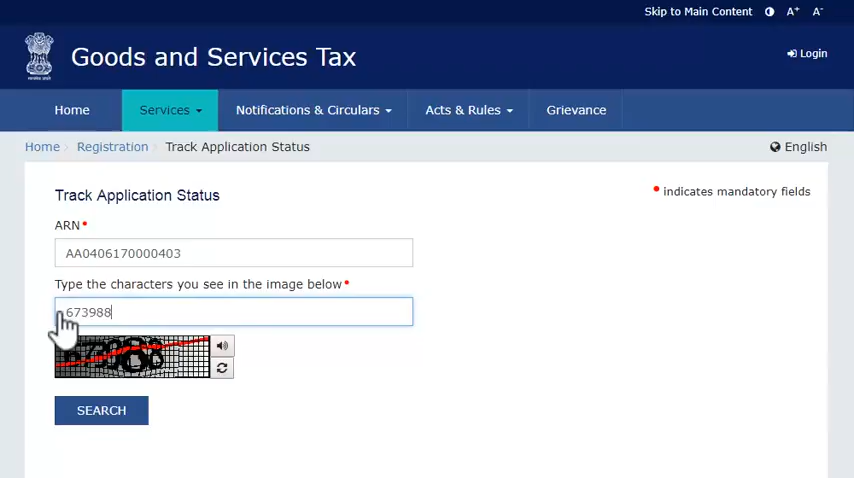 Skip to Main Content A+ A-
Goods and Services Tax
Login
Home Services Notifications & Circulars Acts & Rules Grievance
Home Registration Track Application Status English
Track Application Status
• indicates mandatory fields
ARN•
AA0406170000403
Type the characters you see in the image below•
673988
SEARCH